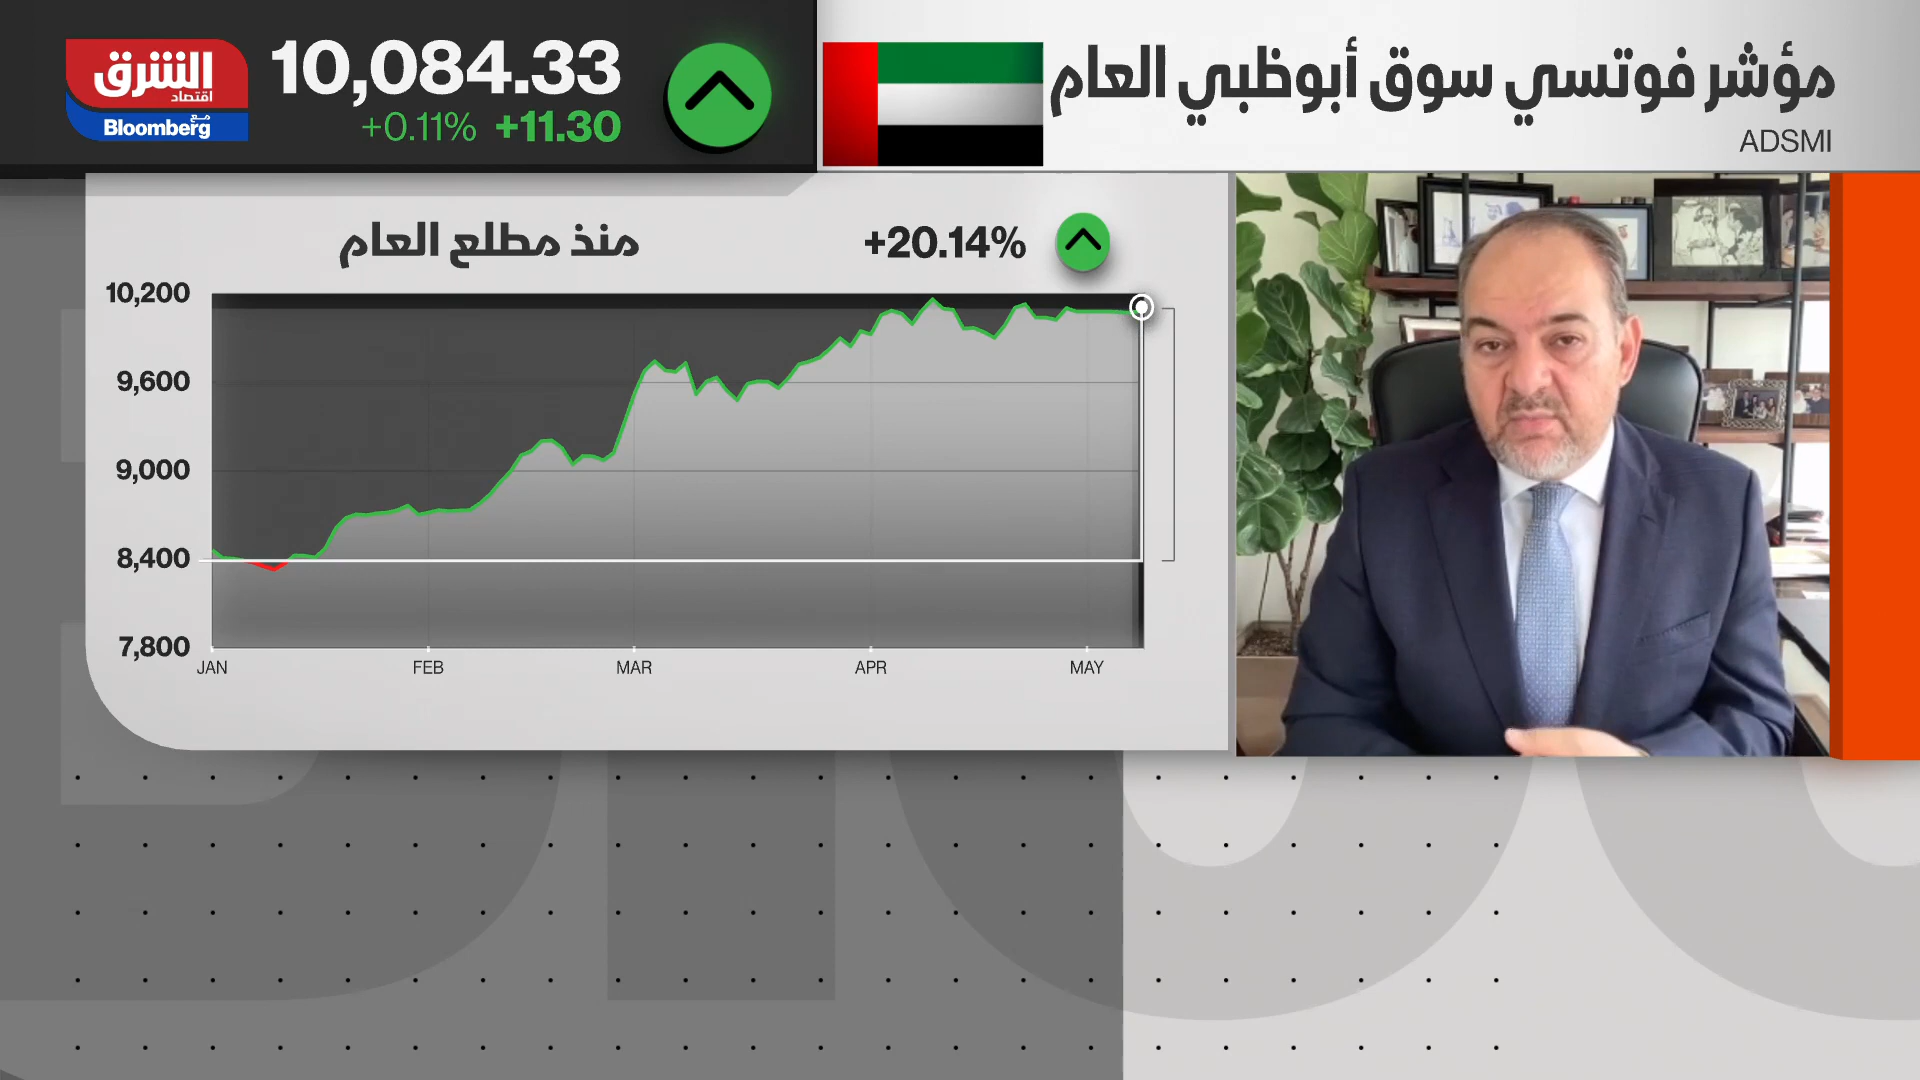 الشرق
اقتصاد
مع
Bloomberg
10,084.33
+0.11% +11.30
مؤشر فوتسي سوق أبوظبي العام
ADSMI
منذ مطلع العام
+20.14%
10,200
9,600
9,000
8,400
7,800
JAN FEB MAR APR MAY